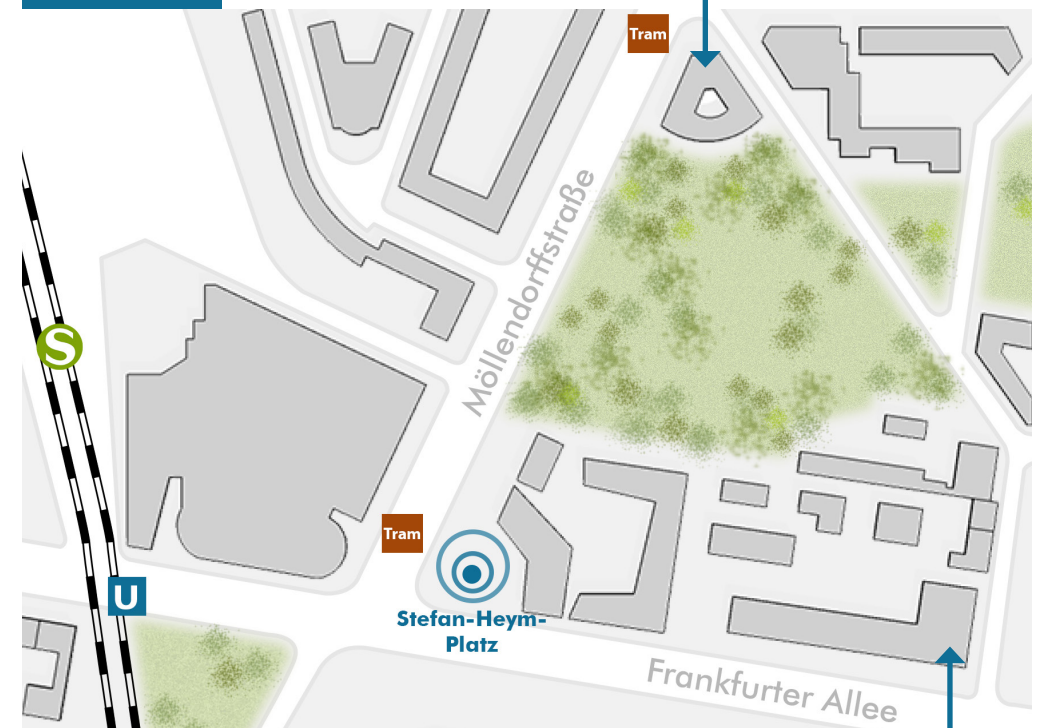 Tram
Möllendorffstraße
S
Tram
U
Stefan-Heym-
Platz
Frankfurter Allee